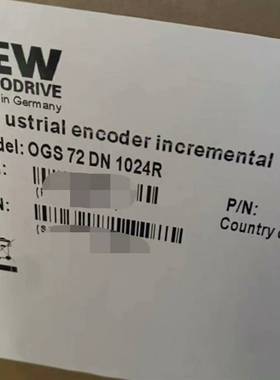 EW
ODRIVE
in Germany
ustrial encoder incremental
del: OGS 72 DN 1024R
P/N:
N:
Country